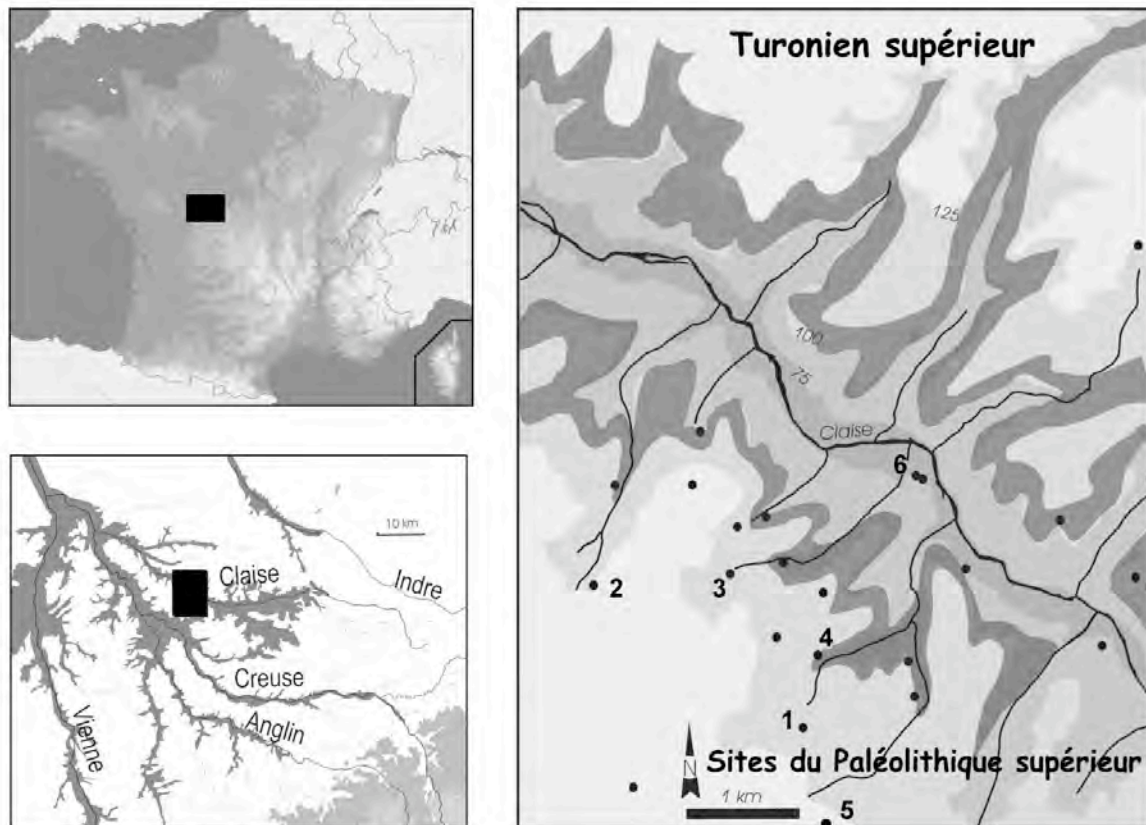 10 km
Claise
Indre
Creuse
Anglin
Vienne
Turonien supérieur
125
100
75
Claise
6
2
3
4
1
N
Sites du Paléolithique supérieur
1 km
5